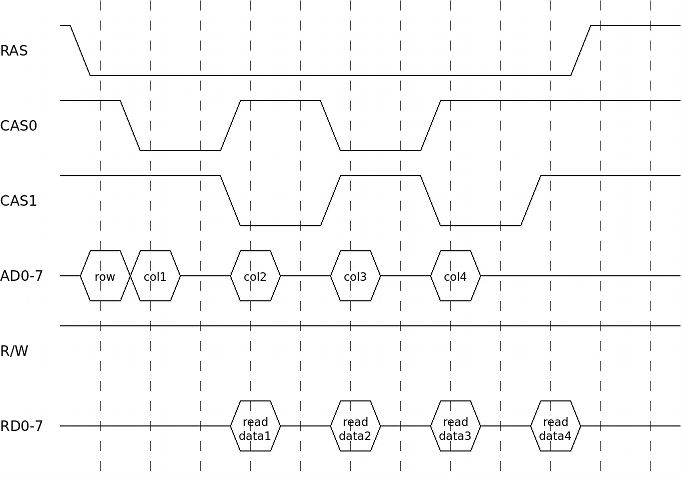 RAS
CAS0
CAS1
AD0-7
row
col1
col2
col3
col4
R/W
RD0-7
read
data1
read
data2
read
data3
read
data4